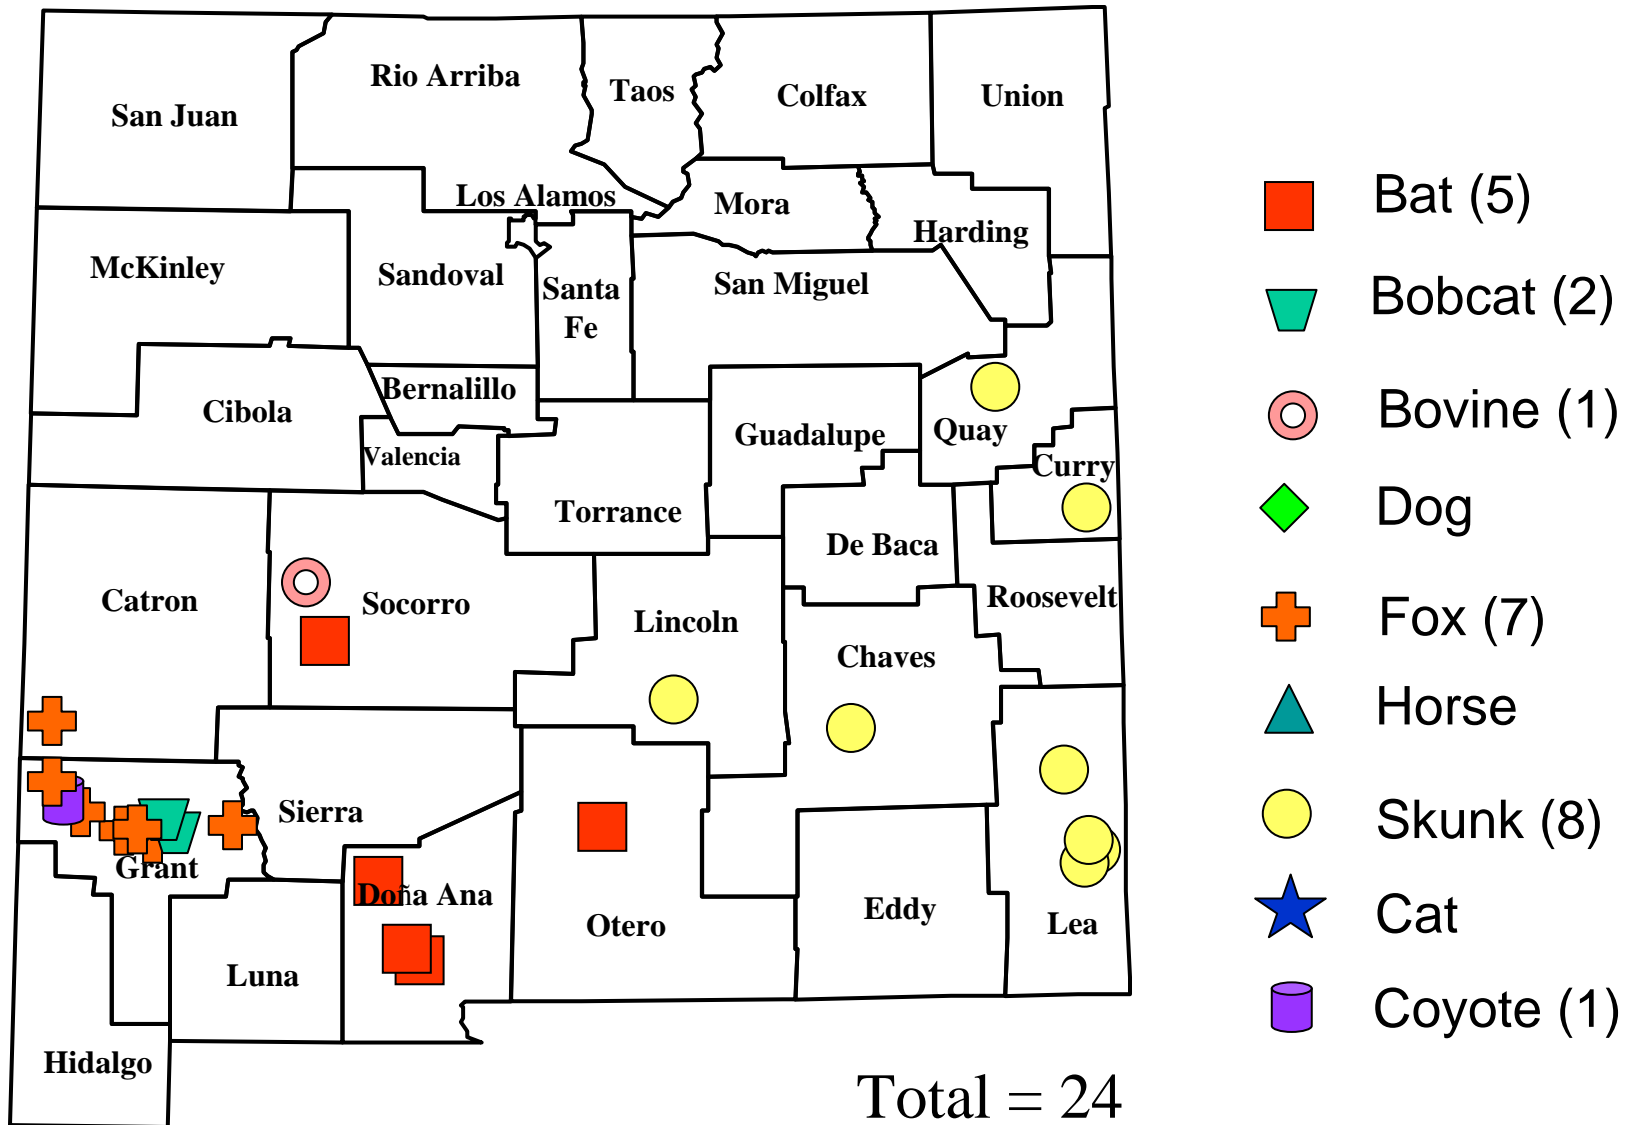 Rio Arriba
Taos
Colfax
Union
San Juan
Los Alamos
Mora
Harding
McKinley
Sandoval
Santa
Fe
San Miguel
Bernalillo
Cibola
Valencia
Guadalupe
Quay
Curry
Torrance
De Baca
Catron
Socorro
Lincoln
Roosevelt
Chaves
Sierra
Grant
Doña Ana
Otero
Eddy
Lea
Luna
Hidalgo
Total = 24
Bat (5)
Bobcat (2)
Bovine (1)
Dog
Fox (7)
Horse
Skunk (8)
Cat
Coyote (1)